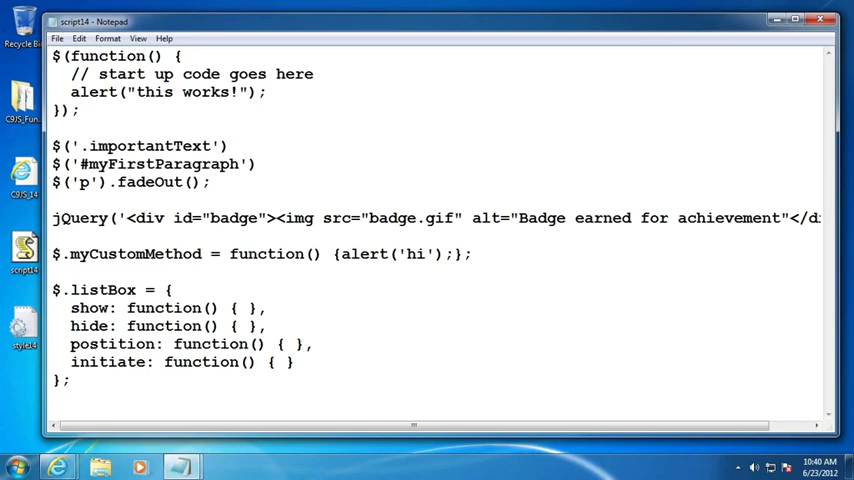 script14 - Notepad
File Edit Format View Help
Recycle Bi
C9JS_Fun.
C9JS_14
script14
style14
$(function() {
  // start up code goes here
  alert("this works!");
});
$('.importantText')
$('#myFirstParagraph')
$('p').fadeOut();
jQuery('<div id="badge"><img src="badge.gif" alt="Badge earned for achievement"</di
$.myCustomMethod = function() {alert('hi');};
$.listBox = {
  show: function() { },
  hide: function() { },
  postition: function() { },
  initiate: function() { }
};
10:40 AM
6/23/2012